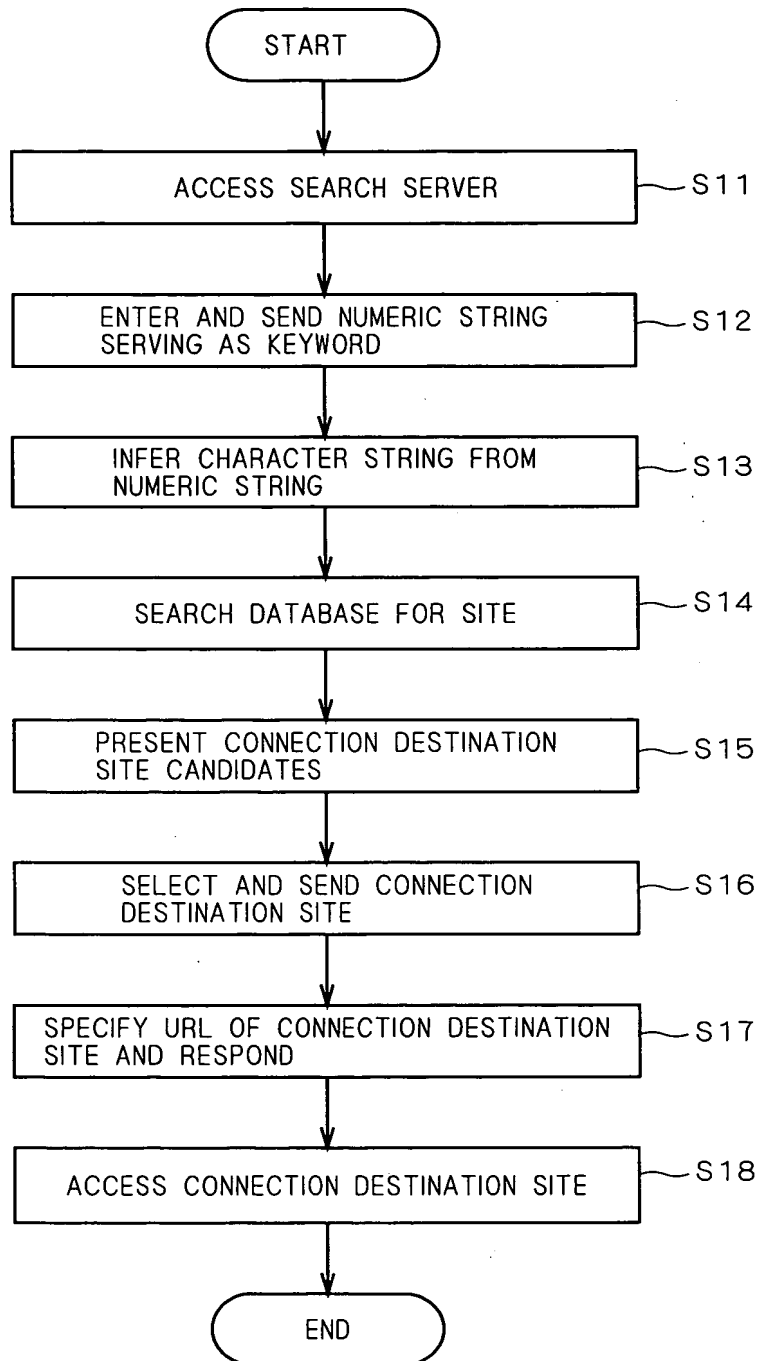 START
ACCESS SEARCH SERVER
S11
ENTER AND SEND NUMERIC STRING
SERVING AS KEYWORD
S12
INFER CHARACTER STRING FROM
NUMERIC STRING
S13
SEARCH DATABASE FOR SITE
S14
PRESENT CONNECTION DESTINATION
SITE CANDIDATES
S15
SELECT AND SEND CONNECTION
DESTINATION SITE
S16
SPECIFY URL OF CONNECTION DESTINATION
SITE AND RESPOND
S17
ACCESS CONNECTION DESTINATION SITE
S18
END